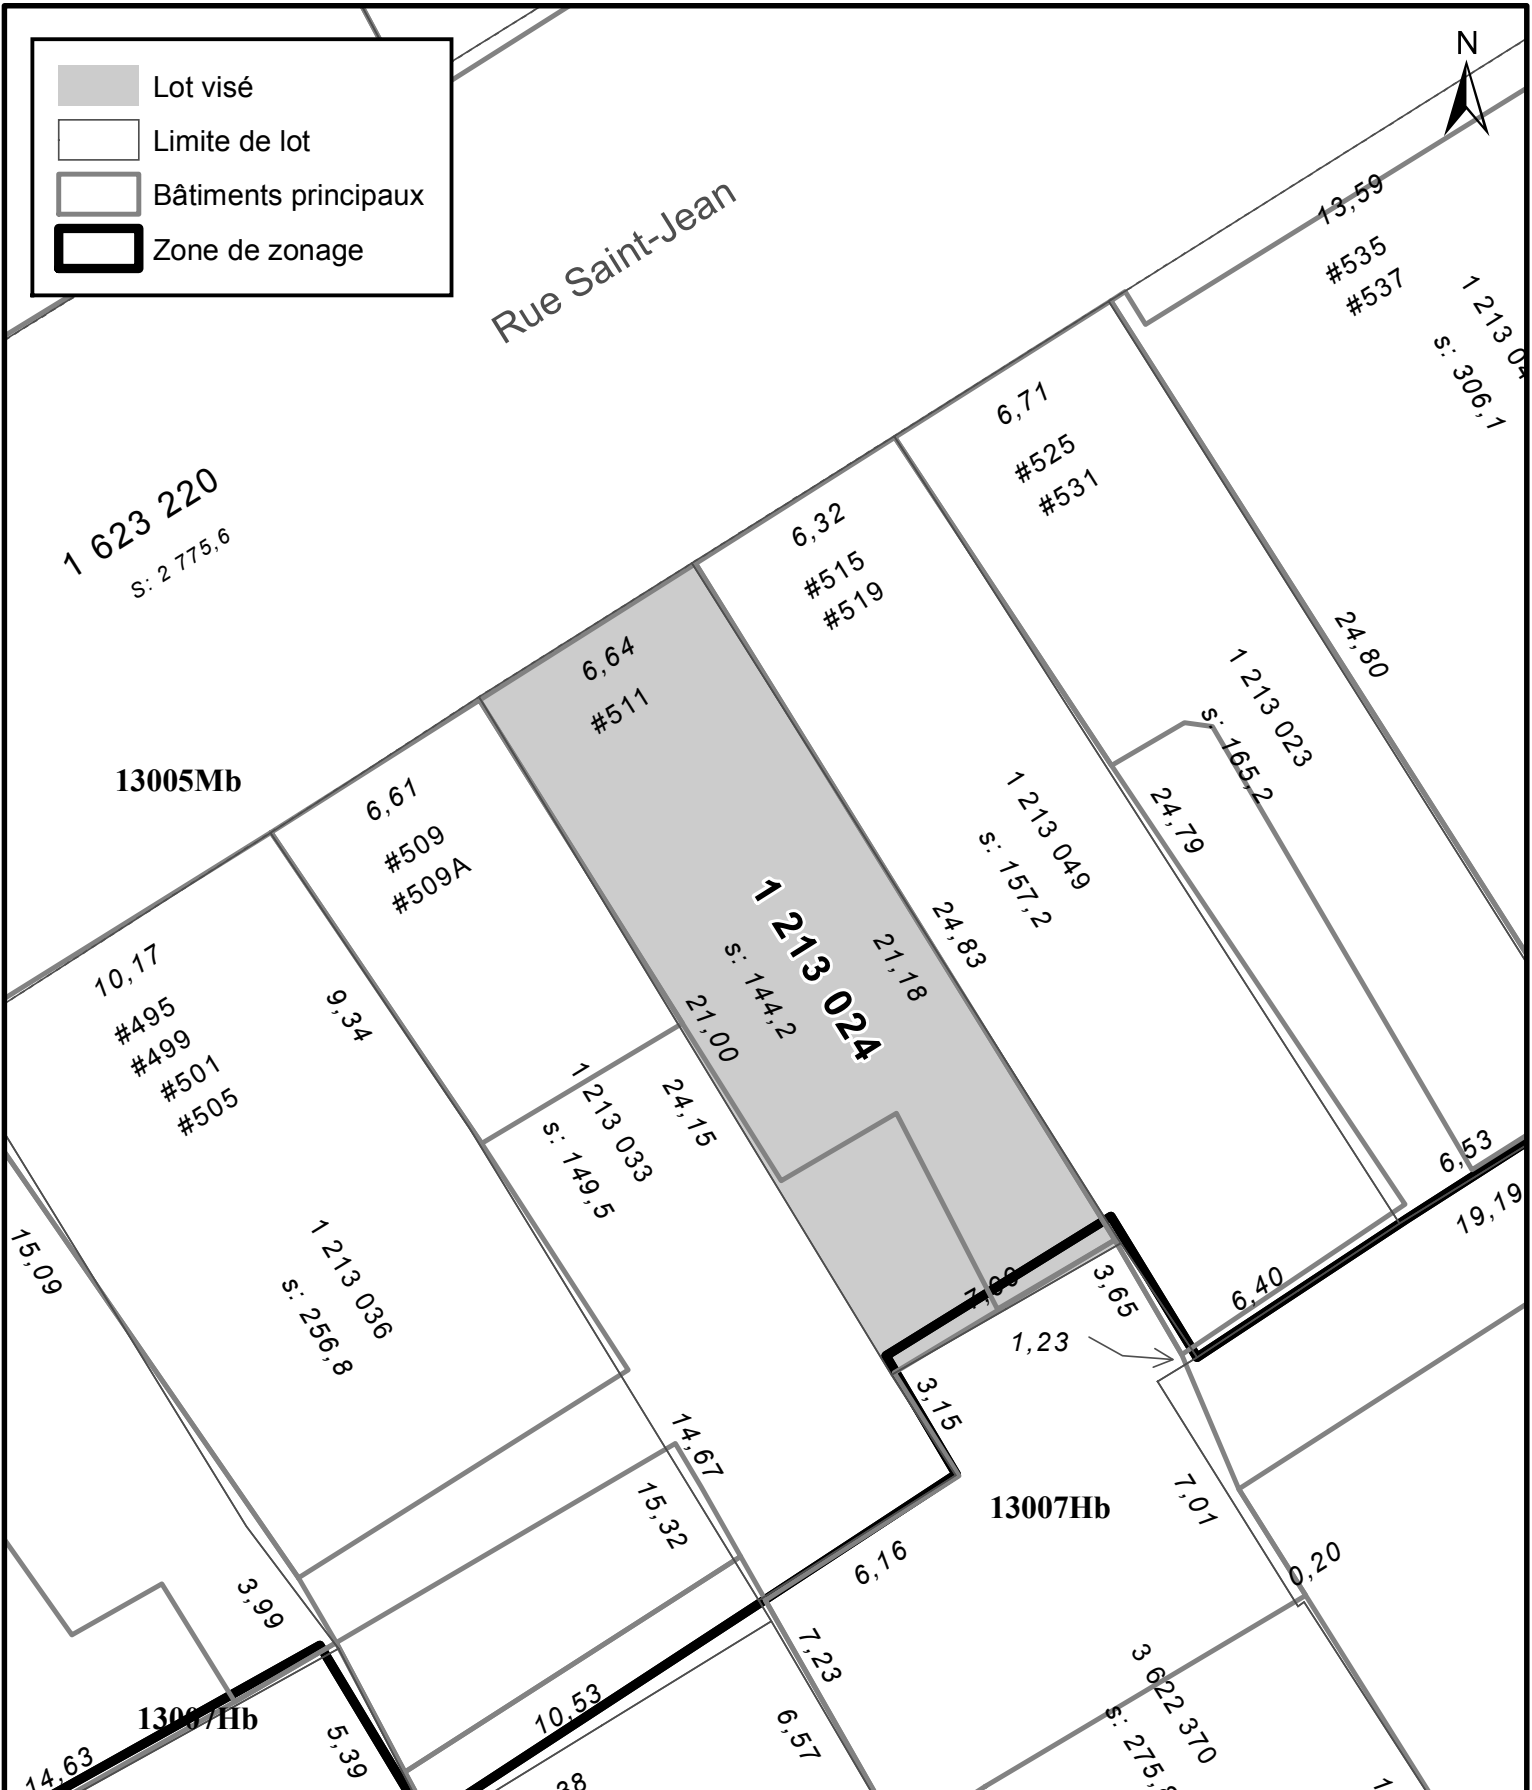 Lot visé
Limite de lot
Bâtiments principaux
Zone de zonage
N
Rue Saint-Jean
13,59
#535
#537
s: 306,1
6,71
#525
#531
1 623 220
S: 2 775,6
6,32
#515
#519
6,64
#511
24,80
1 213 023
s: 165,2
13005Mb
6,61
#509
#509A
24,79
1 213 049
s: 157,2
24,83
1 213 024
s: 144,2
21,18
21,00
10,17
#495
#499
#501
#505
9,34
1 213 033
s: 149,5
24,15
6,53
19,19
15,09
1 213 036
s: 256,8
6,40
3,65
1,23
3,15
14,67
15,32
13007Hb
7,01
6,16
0,20
3,99
7,23
3 622 370
10,53
6,57
13007Hb
5,39
14,63